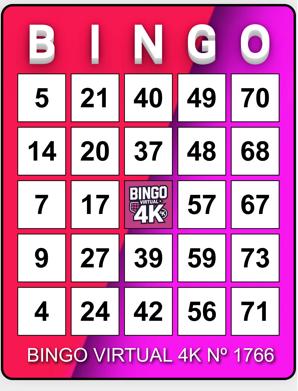 B I N G O
5 21 40 49 70
14 20 37 48 68
7 17 BINGO VIRTUAL 4K 57 67
9 27 39 59 73
4 24 42 56 71
BINGO VIRTUAL 4K Nº 1766